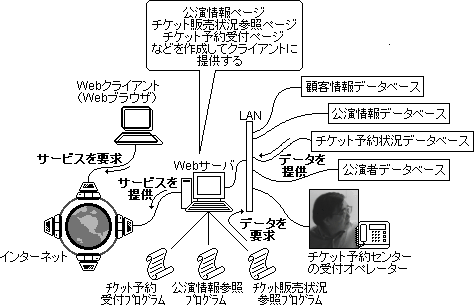 公演情報ページ
チケット販売状況参照ページ
チケット予約受付ページ
などを作成してクライアントに
提供する
Webクライアント
(Webブラウザ)
サービスを要求
LAN
顧客情報データベース
公演情報データベース
チケット予約状況データベース
公演者データベース
Webサーバ
データを
提供
サービスを
提供
データを
要求
インターネット
チケット予約センター
の受付オペレーター
チケット予約
受付プログラム
公演情報参照
プログラム
チケット販売状況
参照プログラム